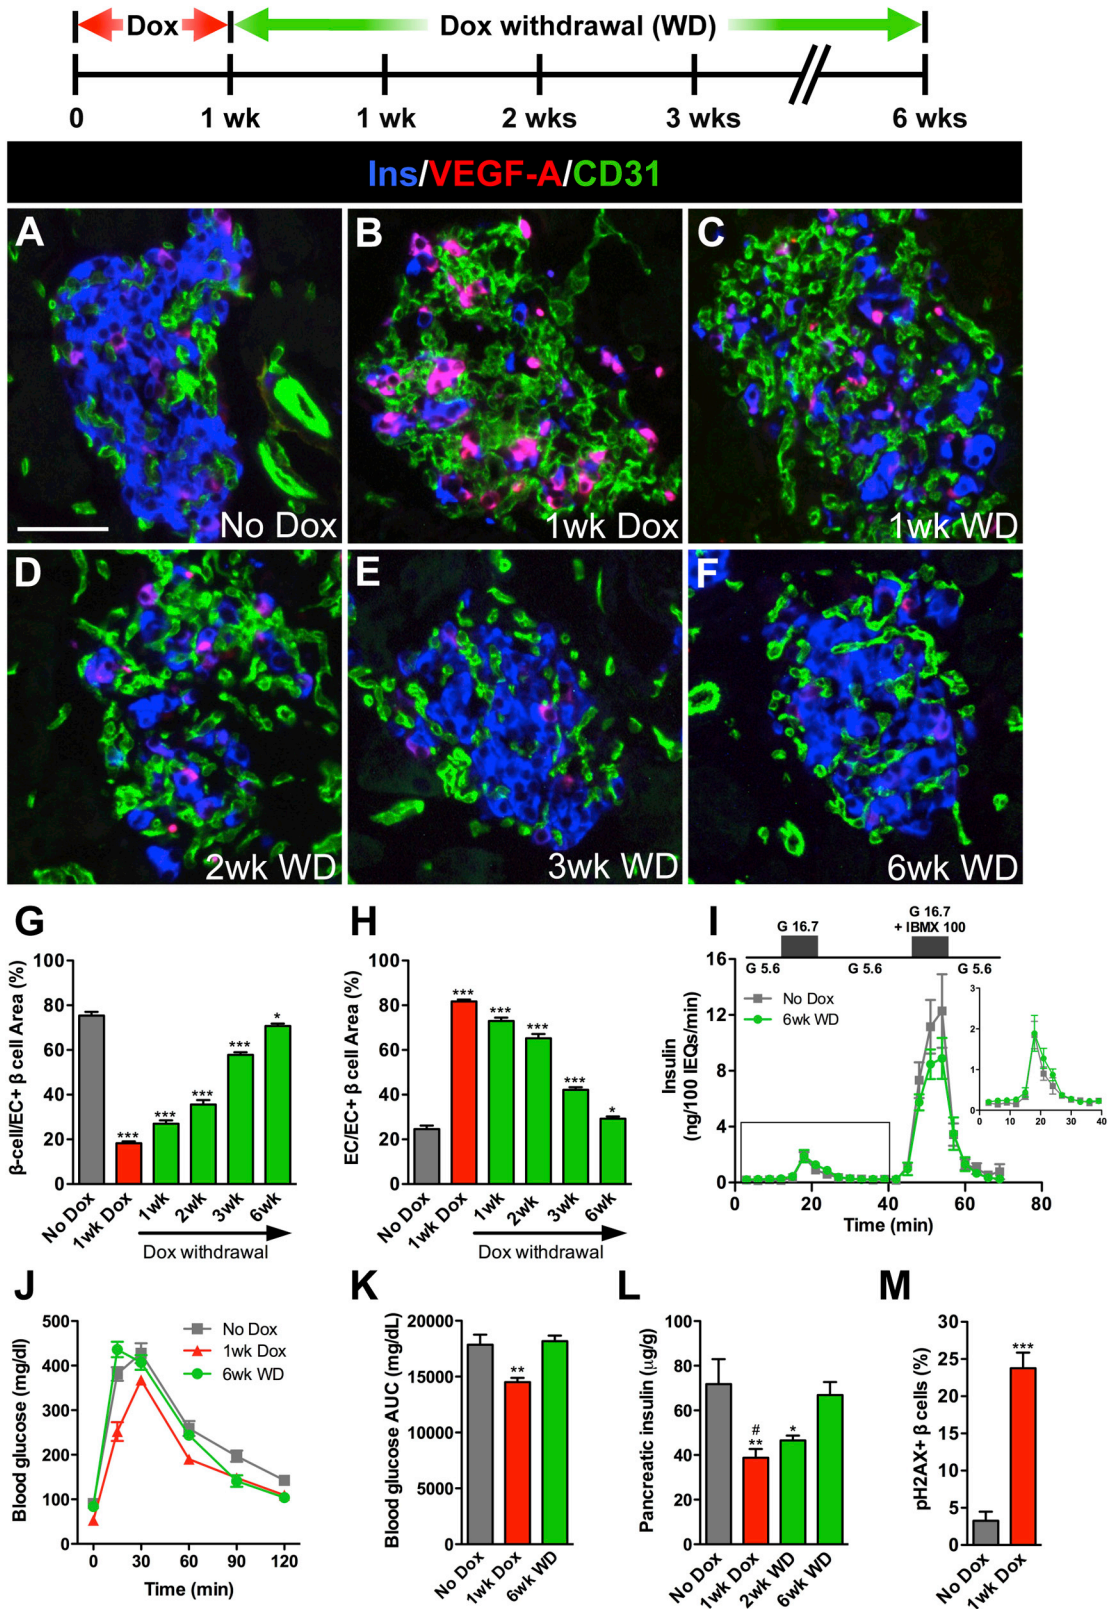 Dox
Dox withdrawal (WD)
0
1 wk
1 wk
2 wks
3 wks
6 wks
Ins/VEGF-A/CD31
A
No Dox
B
1wk Dox
C
1wk WD
D
2wk WD
E
3wk WD
F
6wk WD
G
β-cell/EC+ β cell Area (%)
100
80
60
40
20
0
***
***
***
***
*
No Dox
1wk Dox
1wk
2wk
3wk
6wk
Dox withdrawal
H
EC/EC+ β cell Area (%)
100
80
60
40
20
0
***
***
***
***
*
No Dox
1wk Dox
1wk
2wk
3wk
6wk
Dox withdrawal
I
G 16.7
G 16.7
+ IBMX 100
G 5.6
G 5.6
G 5.6
No Dox
6wk WD
Insulin
(ng/100 IEQs/min)
16
12
8
4
0
0
20
40
60
80
Time (min)
3
2
1
0
0
10
20
30
40
J
Blood glucose (mg/dl)
500
400
300
200
100
0
No Dox
1wk Dox
6wk WD
0
30
60
90
120
Time (min)
K
Blood glucose AUC (mg/dL)
20000
15000
10000
5000
0
**
No Dox
1wk Dox
6wk WD
L
Pancreatic insulin (µg/g)
100
80
60
40
20
0
#
**
*
No Dox
1wk Dox
2wk WD
6wk WD
M
pH2AX+ β cells (%)
30
25
20
15
10
5
0
***
No Dox
1wk Dox